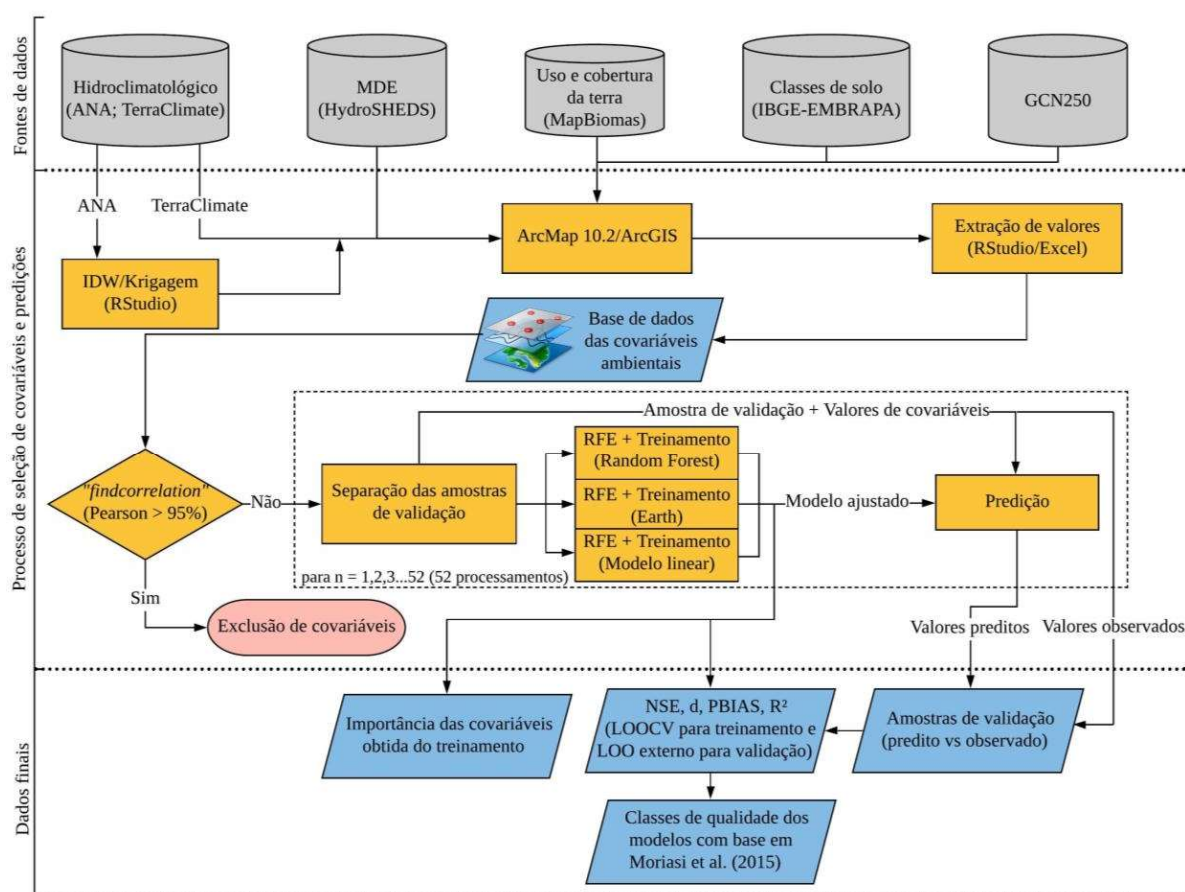 Fontes de dados
Hidroclimatológico
(ANA; TerraClimate)
MDE
(HydroSHEDS)
Uso e cobertura
da terra
(MapBiomas)
Classes de solo
(IBGE-EMBRAPA)
GCN250
Processo de seleção de covariáveis e predições
ANA
TerraClimate
IDW/Krigagem
(RStudio)
ArcMap 10.2/ArcGIS
Extração de valores
(RStudio/Excel)
Base de dados
das covariáveis
ambientais
"findcorrelation"
(Pearson > 95%)
Não
Sim
Exclusão de covariáveis
Amostra de validação + Valores de covariáveis
Separação das amostras
de validação
RFE + Treinamento
(Random Forest)
RFE + Treinamento
(Earth)
RFE + Treinamento
(Modelo linear)
Modelo ajustado
Predição
para n = 1,2,3...52 (52 processamentos)
Valores preditos
Valores observados
Dados finais
Importância das covariáveis
obtida do treinamento
NSE, d, PBIAS, R²
(LOOCV para treinamento e
LOO externo para validação)
Amostras de validação
(predito vs observado)
Classes de qualidade dos
modelos com base em
Moriasi et al. (2015)